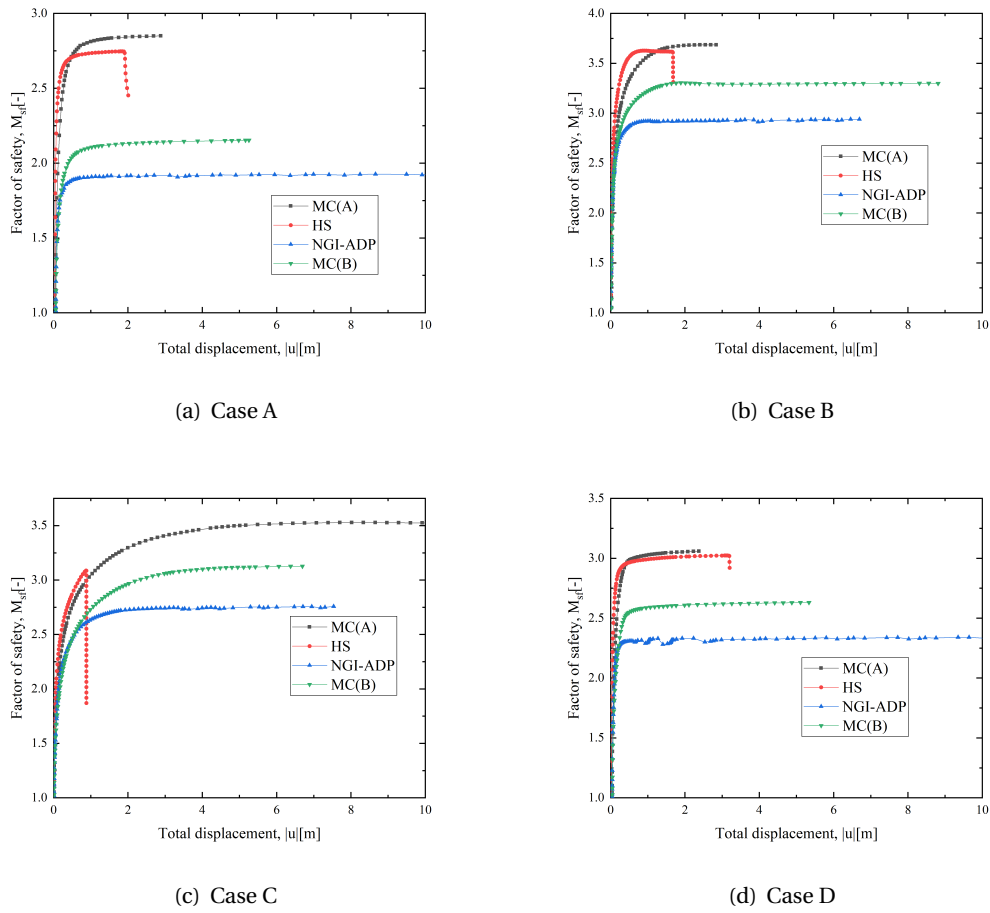 3.0
2.5
2.0
1.5
1.0
Factor of safety, Msf[-]
MC(A)
HS
NGI-ADP
MC(B)
0 2 4 6 8 10
Total displacement, |u|[m]
(a) Case A
4.0
3.5
3.0
2.5
2.0
1.5
1.0
Factor of safety, Msf[-]
MC(A)
HS
NGI-ADP
MC(B)
0 2 4 6 8 10
Total displacement, |u|[m]
(b) Case B
3.5
3.0
2.5
2.0
1.5
1.0
Factor of safety, Msf[-]
MC(A)
HS
NGI-ADP
MC(B)
0 2 4 6 8 10
Total displacement, |u|[m]
(c) Case C
3.5
3.0
2.5
2.0
1.5
1.0
Factor of safety, Msf[-]
MC(A)
HS
NGI-ADP
MC(B)
0 2 4 6 8 10
Total displacement, |u|[m]
(d) Case D